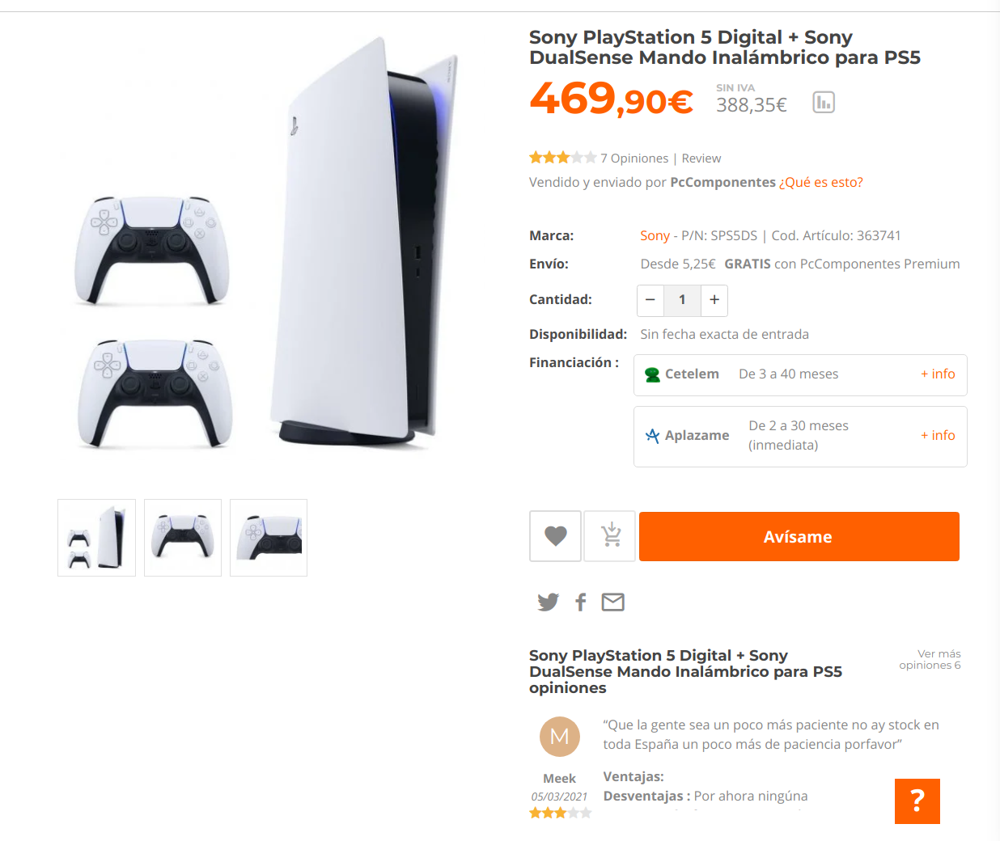 Sony PlayStation 5 Digital + Sony
DualSense Mando Inalámbrico para PS5
469,90€
SIN IVA
388,35€
7 Opiniones | Review
Vendido y enviado por PcComponentes ¿Qué es esto?
Marca: Sony - P/N: SPS5DS | Cod. Artículo: 363741
Envío: Desde 5,25€ GRATIS con PcComponentes Premium
Cantidad: − 1 +
Disponibilidad: Sin fecha exacta de entrada
Financiación :
Cetelem De 3 a 40 meses + info
Aplazame De 2 a 30 meses
(inmediata) + info
Avísame
Sony PlayStation 5 Digital + Sony
DualSense Mando Inalámbrico para PS5
opiniones
Ver más
opiniones 6
M
“Que la gente sea un poco más paciente no ay stock en
toda España un poco más de paciencia porfavor”
Meek
05/03/2021
Ventajas:
Desventajas : Por ahora ningúna
?